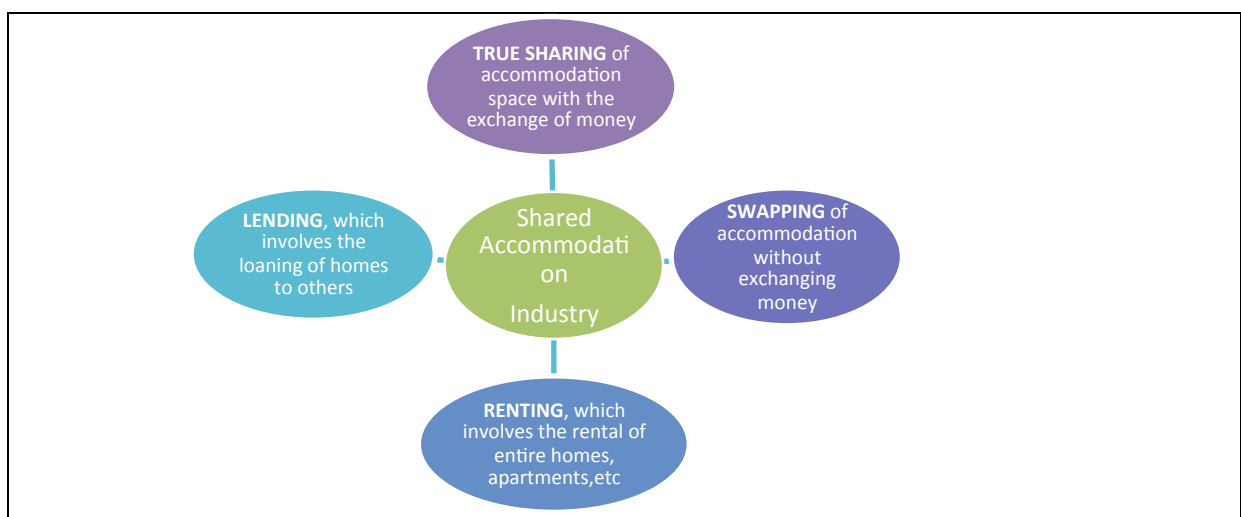 TRUE SHARING of
accommodation
space with the
exchange of money
LENDING, which
involves the
loaning of homes
to others
Shared
Accommodati
on
Industry
SWAPPING of
accommodation
without
exchanging
money
RENTING, which
involves the rental of
entire homes,
apartments,etc